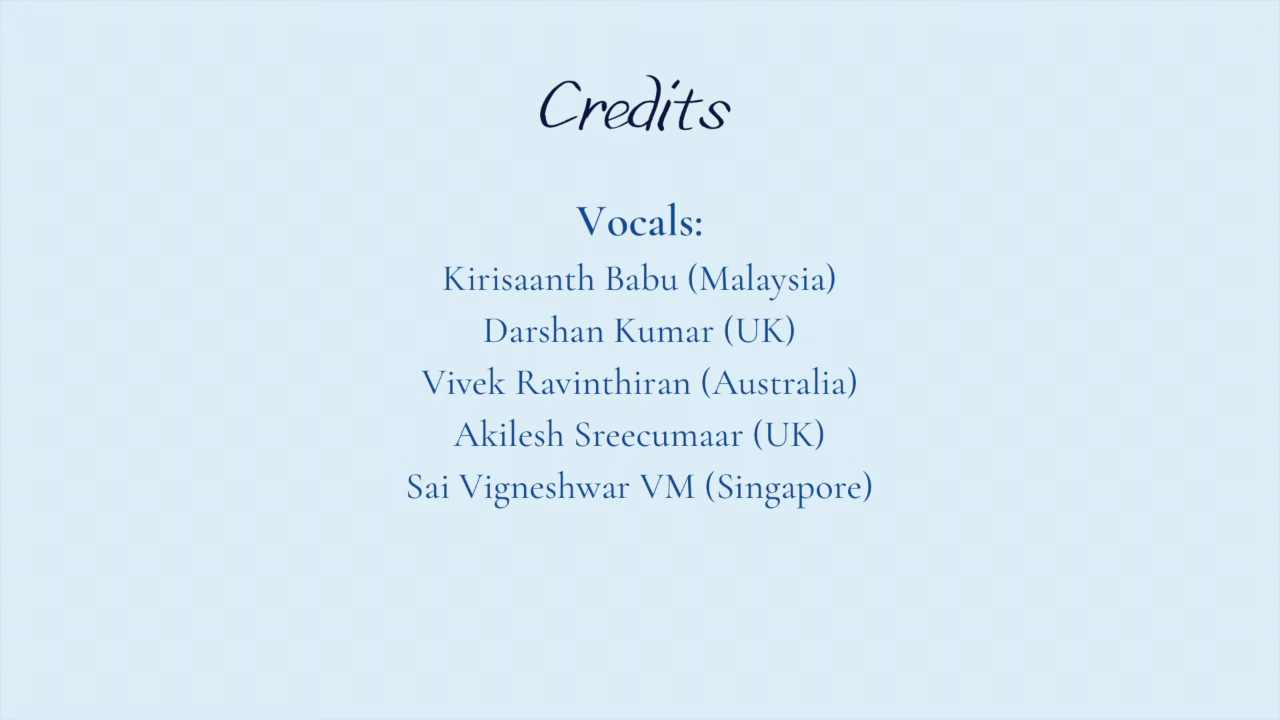 Credits
Vocals:
Kirisaanth Babu (Malaysia)
Darshan Kumar (UK)
Vivek Ravinthiran (Australia)
Akilesh Sreecumaar (UK)
Sai Vigneshwar VM (Singapore)